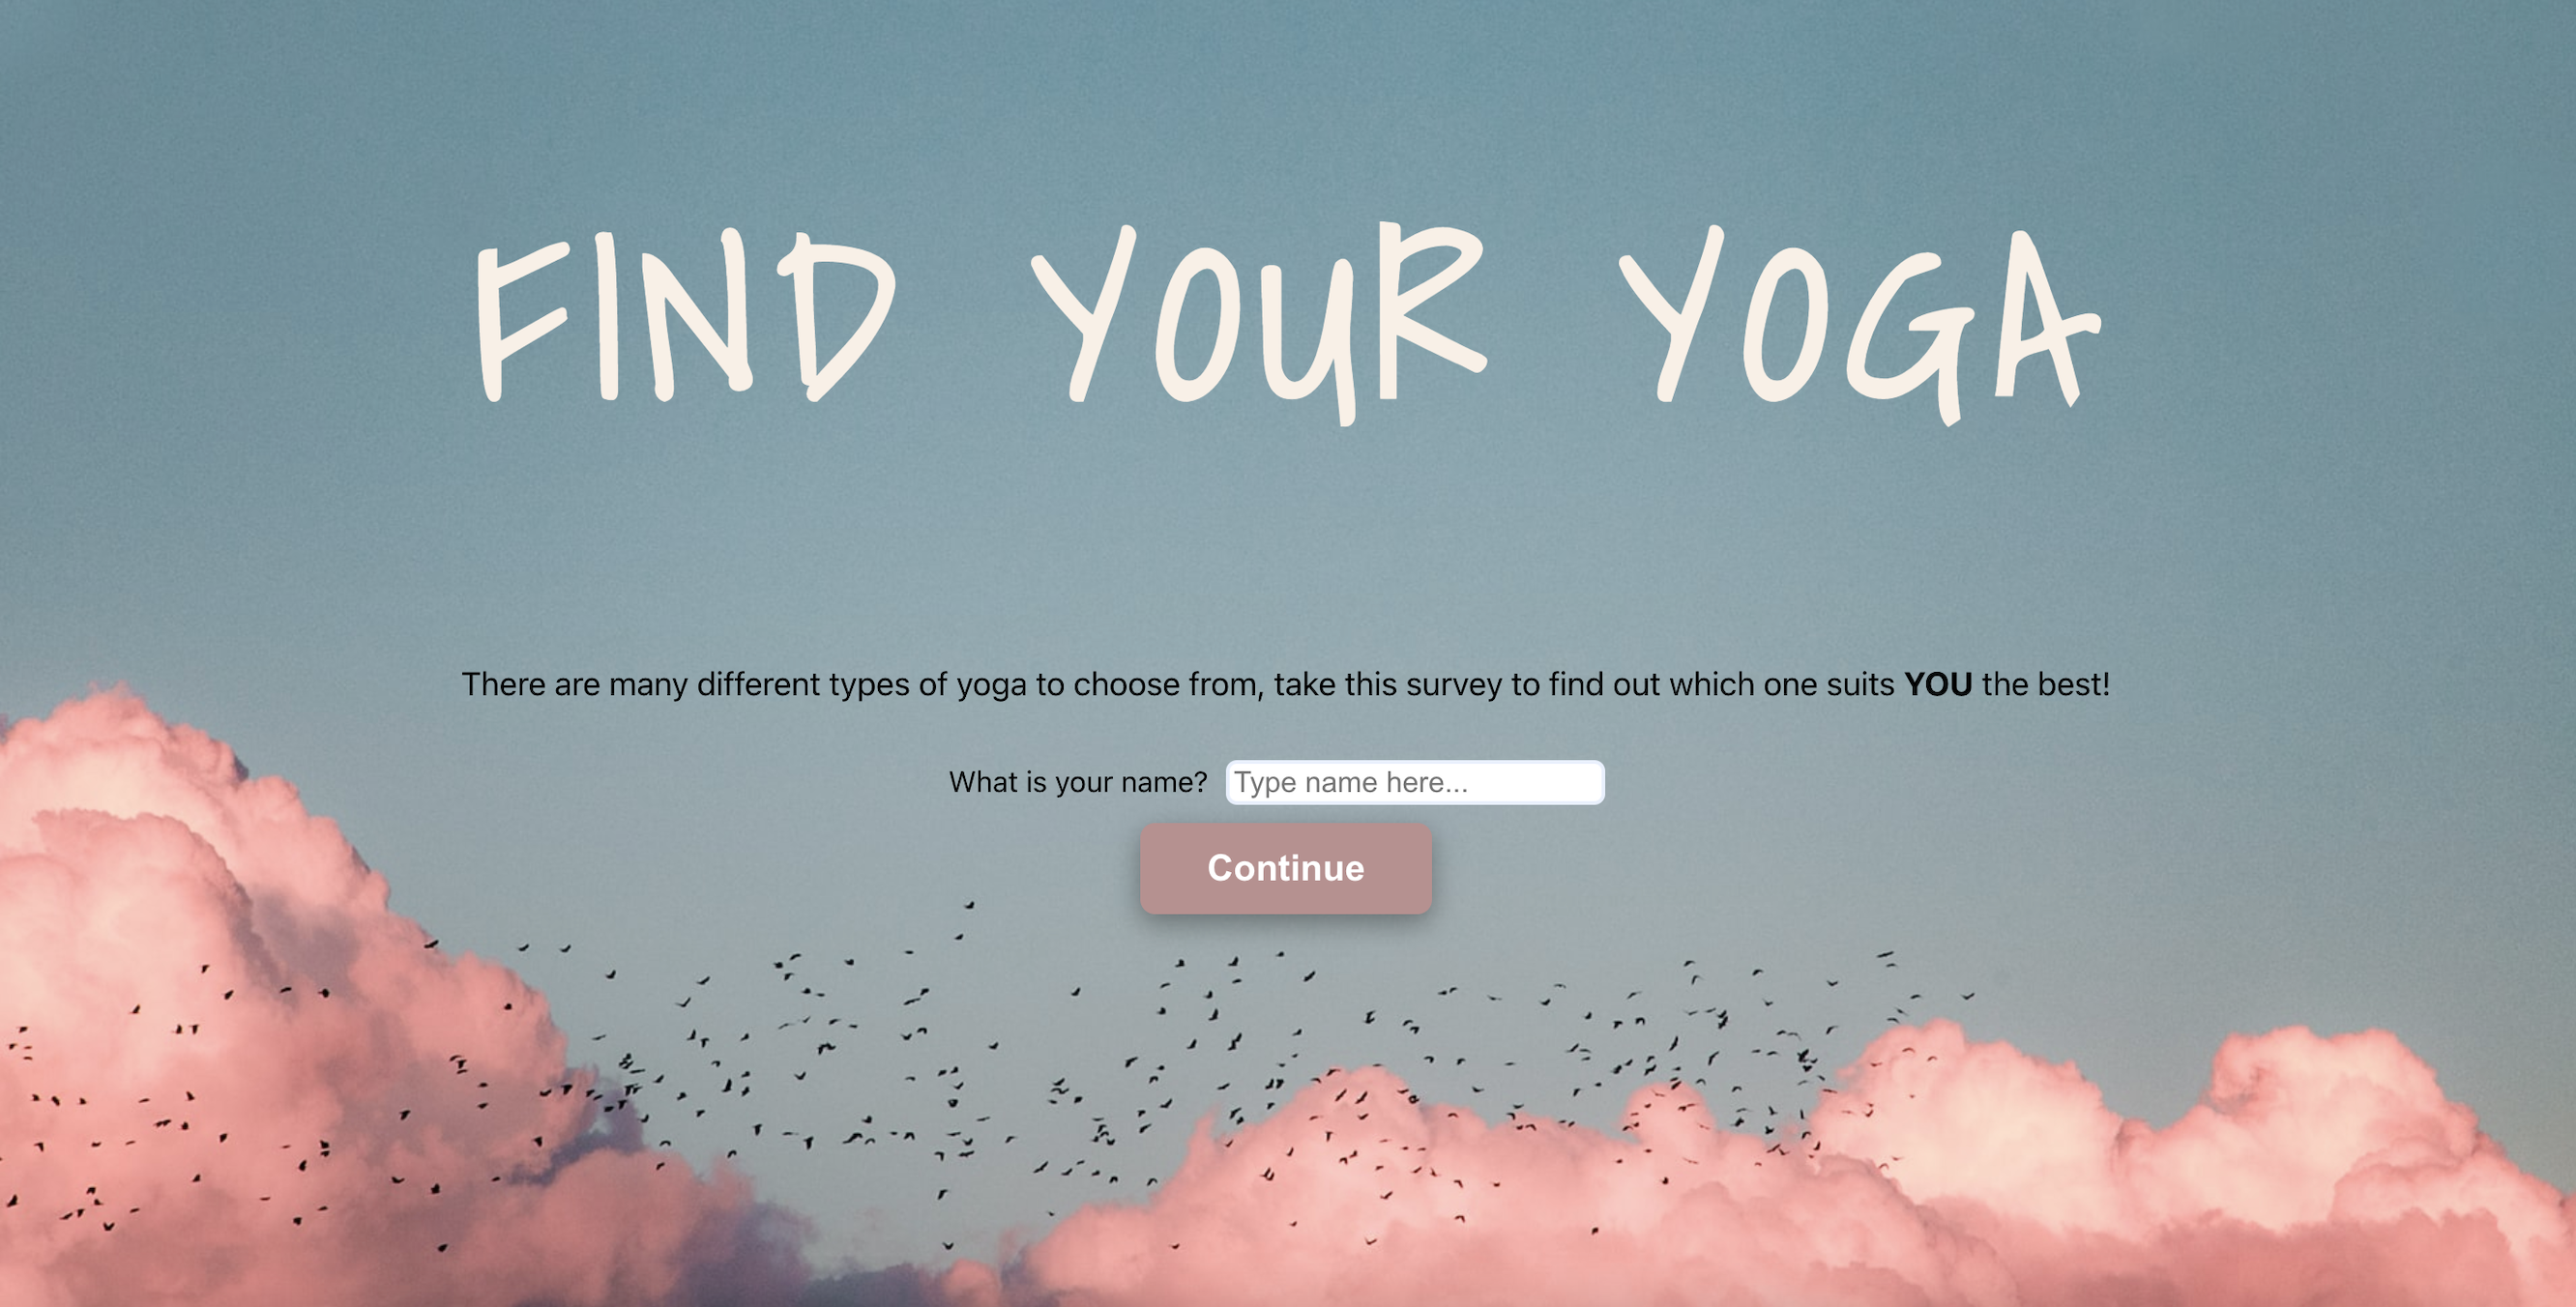 FIND YOUR YOGA
There are many different types of yoga to choose from, take this survey to find out which one suits YOU the best!
What is your name? Type name here...
Continue